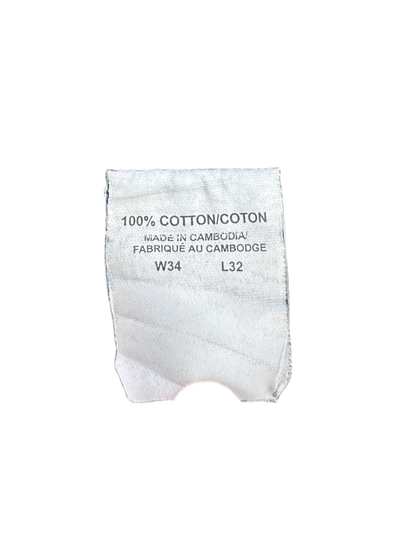 100% COTTON/COTON
MADE IN CAMBODIA/
FABRIQUÉ AU CAMBODGE
W34 L32